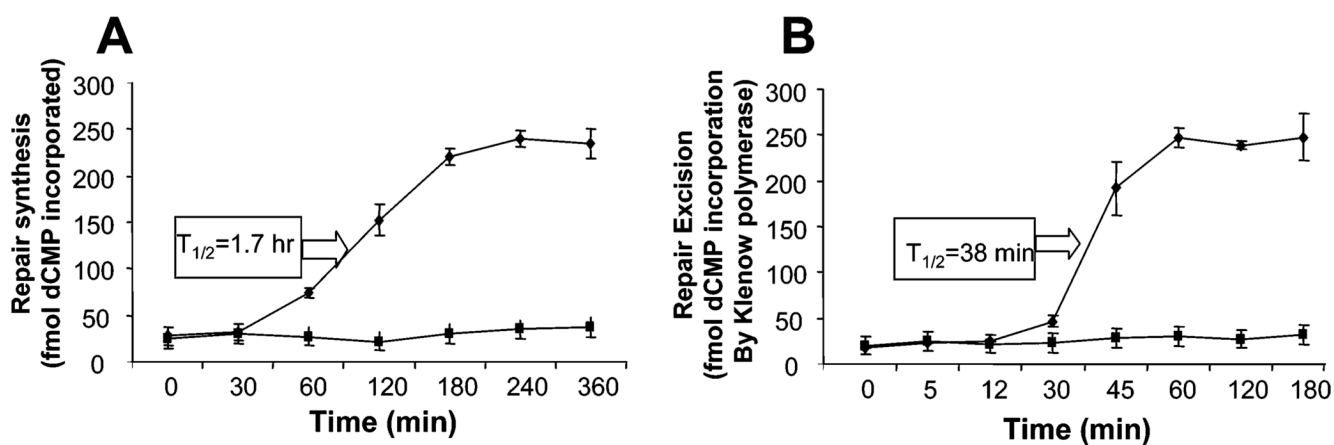 A
Repair synthesis
(fmol dCMP incorporated)
300
250
200
150
100
50
0
T1/2=1.7 hr
0 30 60 120 180 240 360
Time (min)
B
Repair Excision
(fmol dCMP incorporation
By Klenow polymerase)
300
250
200
150
100
50
0
T1/2=38 min
0 5 12 30 45 60 120 180
Time (min)